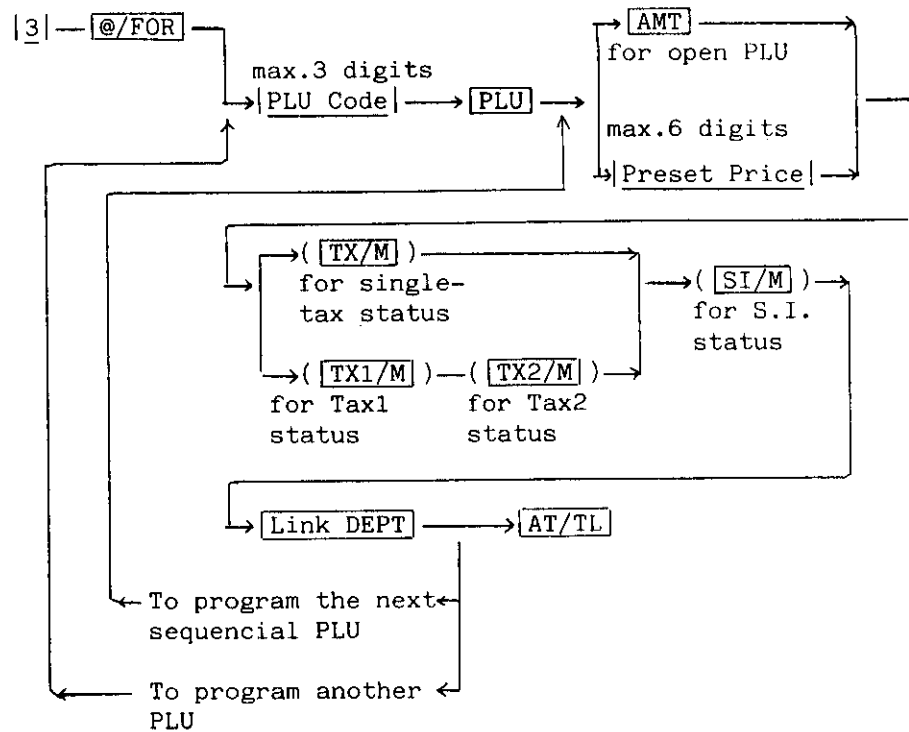 3 @/FOR
max.3 digits
PLU Code
PLU
AMT
for open PLU
max.6 digits
Preset Price
( TX/M )
for single-
tax status
( TX1/M )
for Tax1
status
( TX2/M )
for Tax2
status
( SI/M )
for S.I.
status
Link DEPT
AT/TL
To program the next
sequencial PLU
To program another
PLU